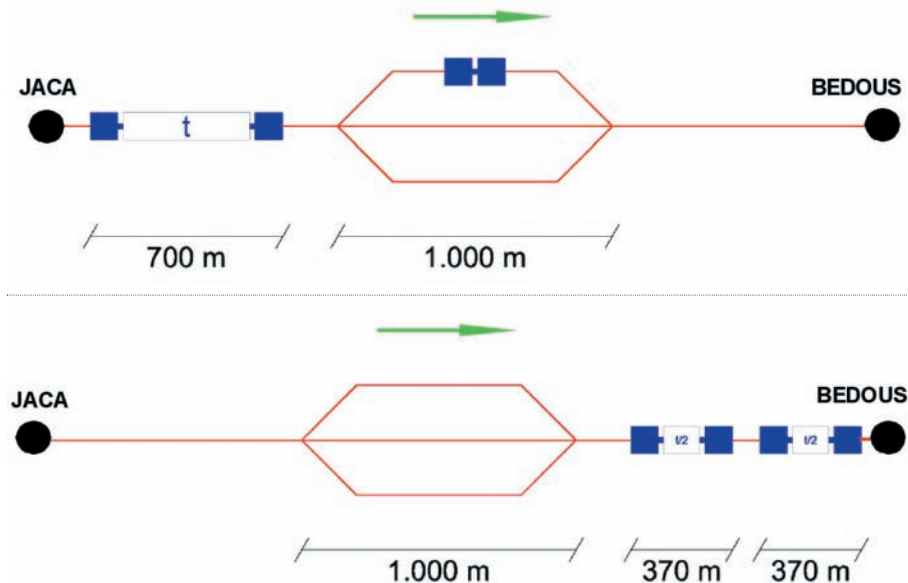 JACA
BEDOUS
t
700 m
1.000 m
JACA
BEDOUS
t/2
t/2
1.000 m
370 m
370 m